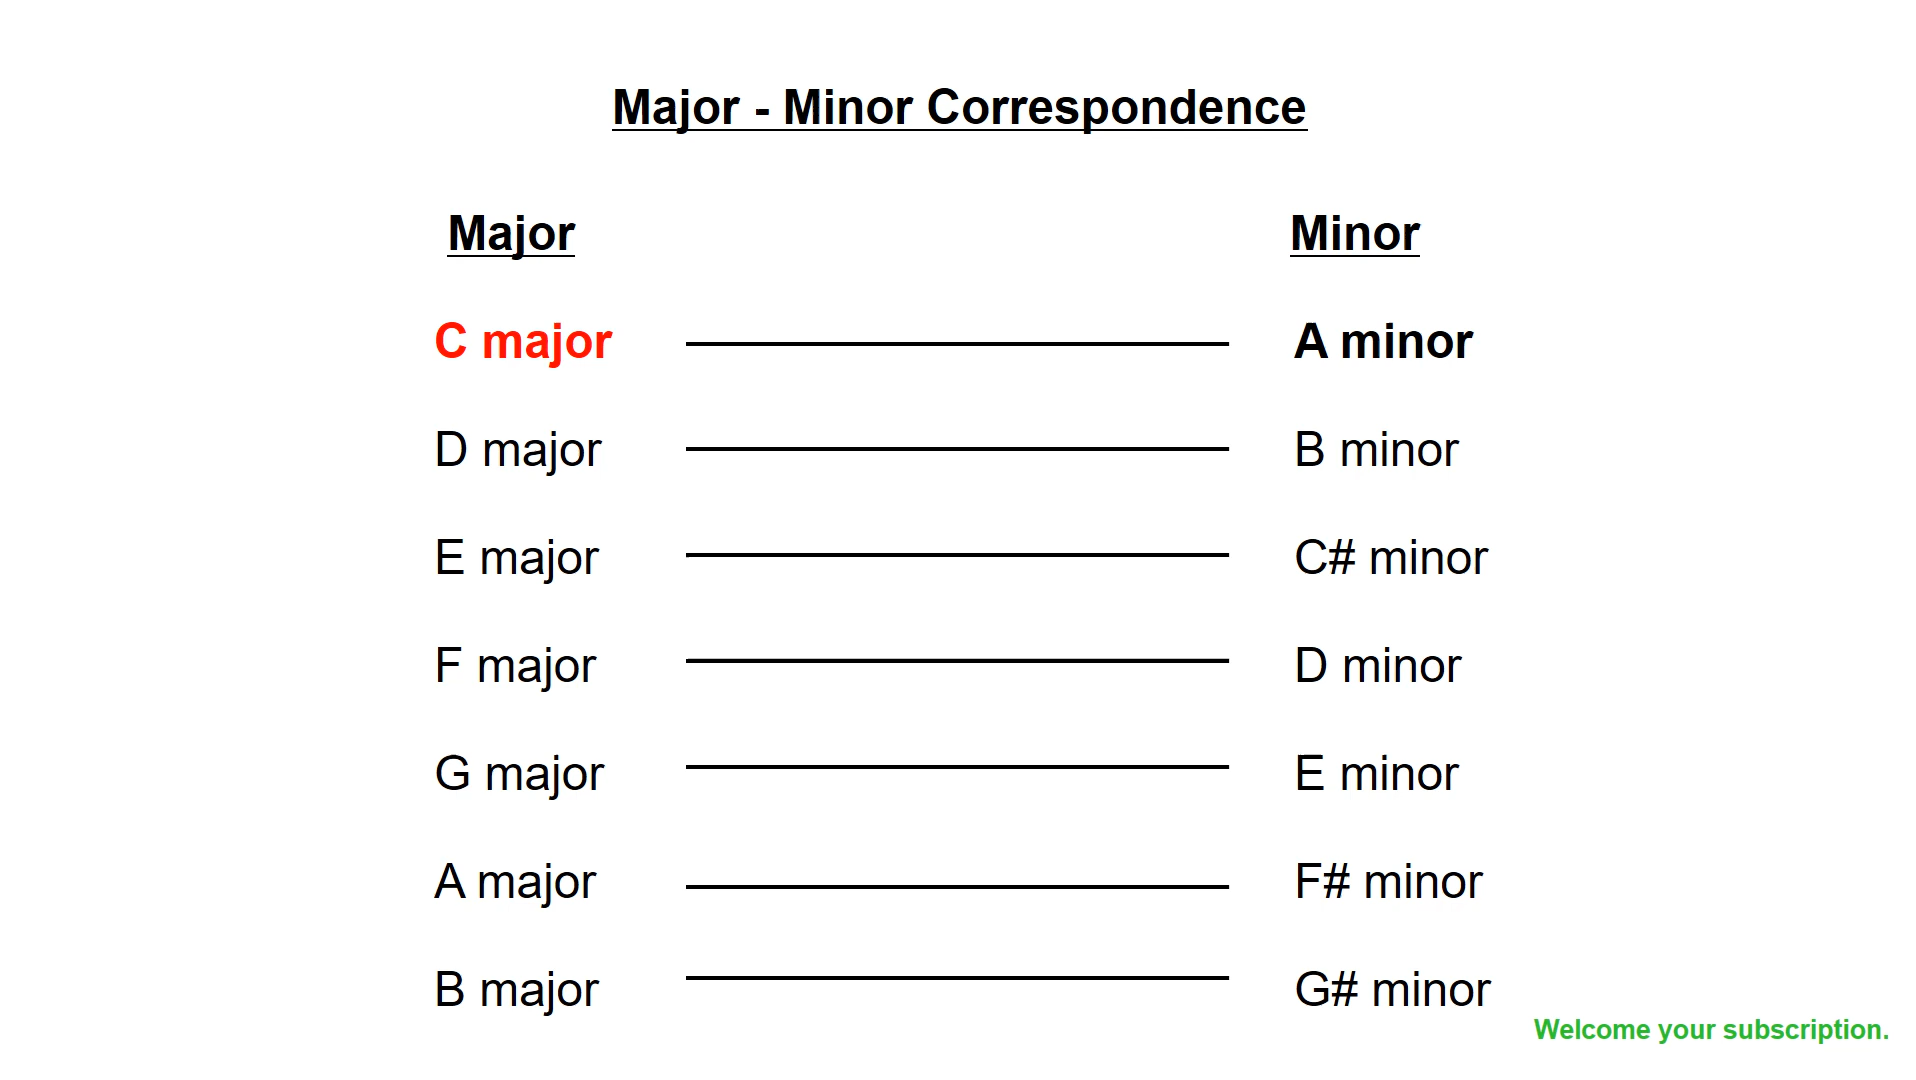 Major - Minor Correspondence
Major Minor
C major A minor
D major B minor
E major C# minor
F major D minor
G major E minor
A major F# minor
B major G# minor
Welcome your subscription.